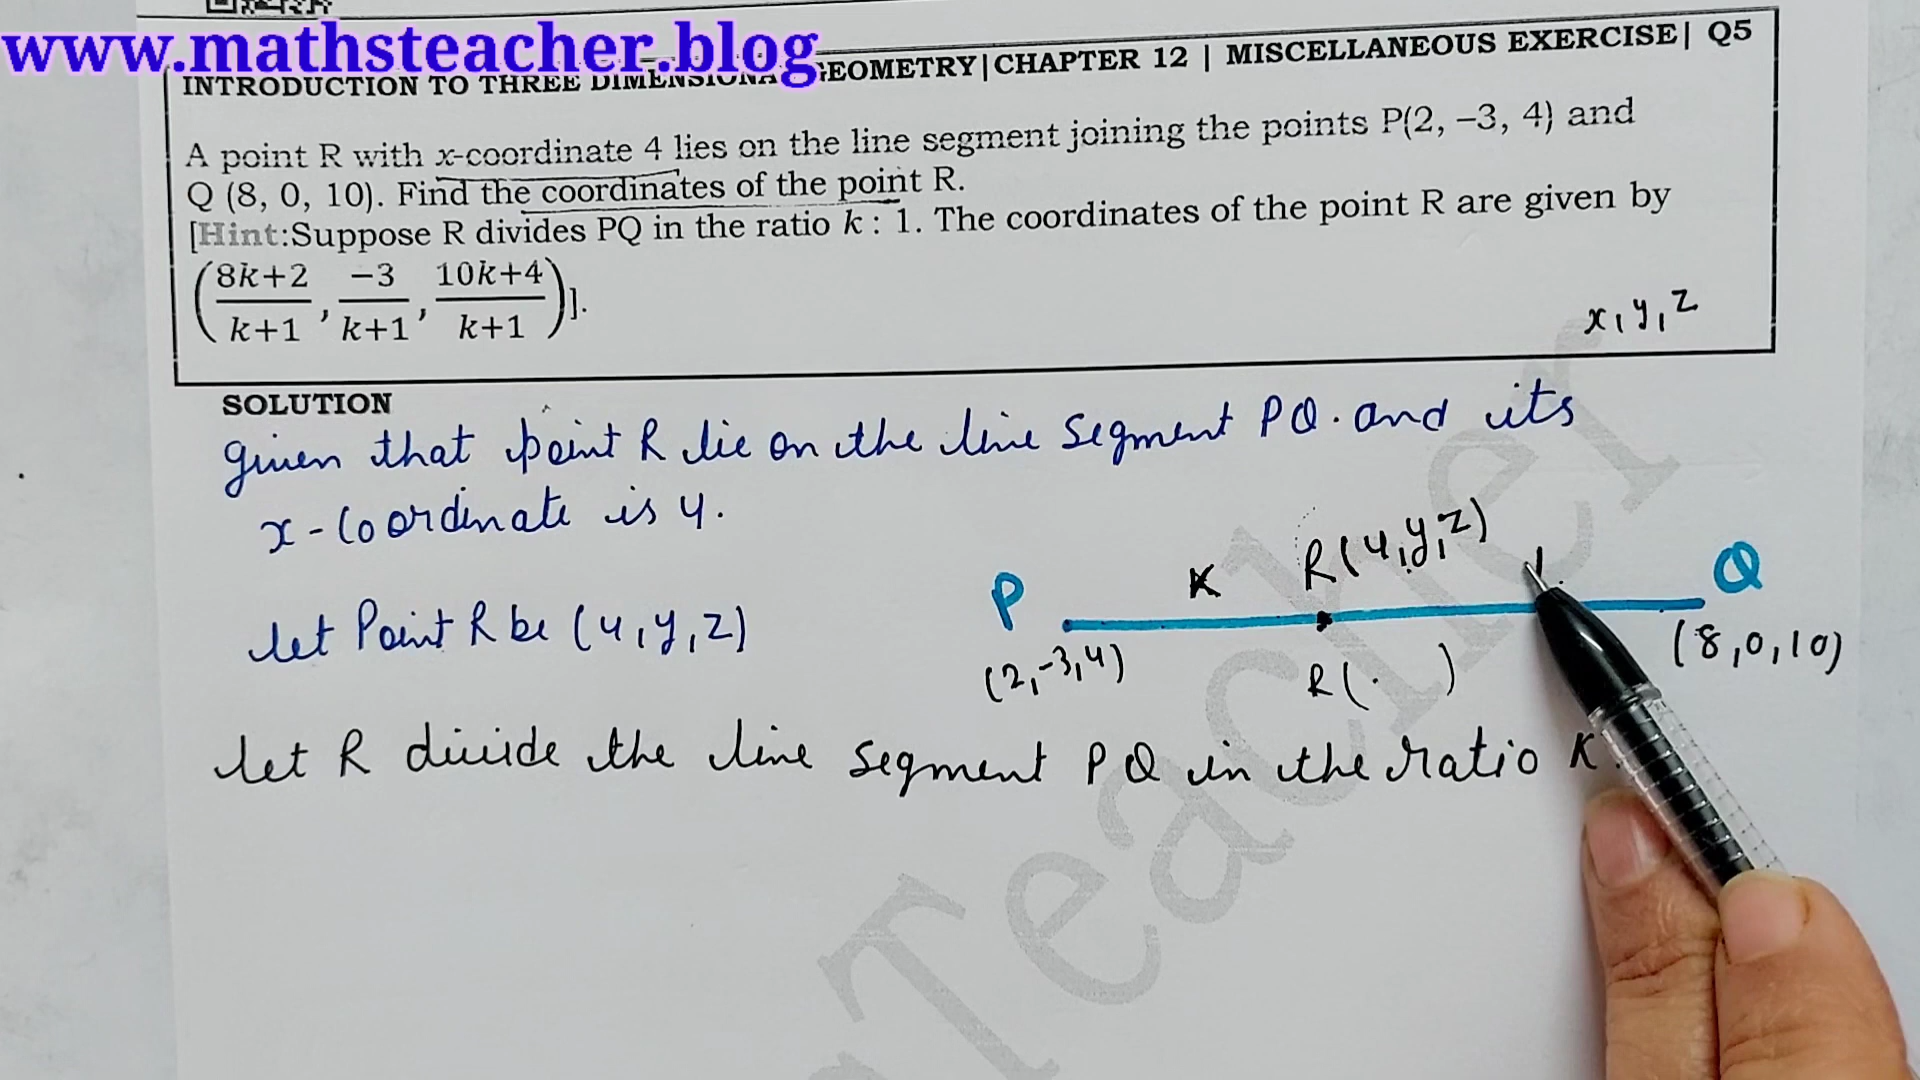 www.mathsteacher.blog
INTRODUCTION TO THREE DIMENSIONAL GEOMETRY|CHAPTER 12 | MISCELLANEOUS EXERCISE| Q5
A point R with x-coordinate 4 lies on the line segment joining the points P(2, –3, 4) and
Q (8, 0, 10). Find the coordinates of the point R.
[Hint:Suppose R divides PQ in the ratio k : 1. The coordinates of the point R are given by
(8k+2/k+1, −3/k+1, 10k+4/k+1)].
x, y, z
SOLUTION
given that point R lie on the line segment PQ. and its
x-coordinate is 4.
K R(4, y, z) 1
P Q
let Point R be (4, y, z)
(2, -3, 4) R(. ) (8, 0, 10)
let R divide the line segment PQ in the ratio K
Teacher